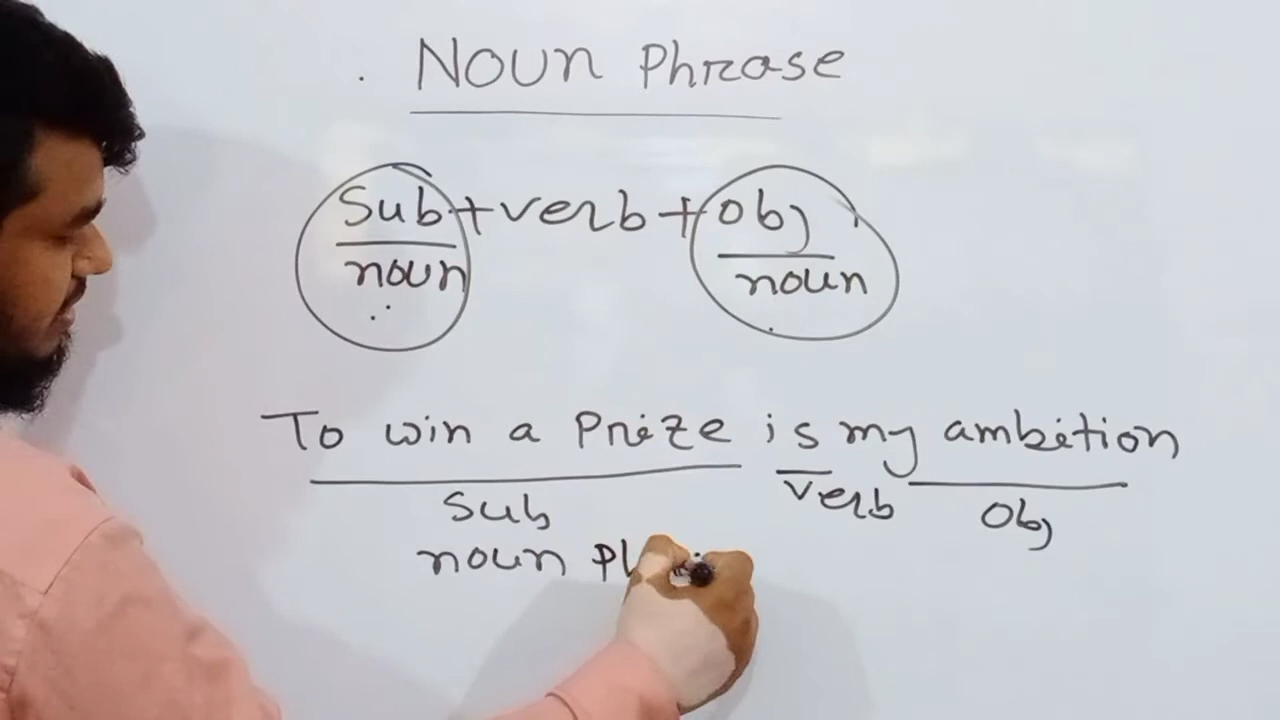 Noun Phrase
Sub + verb + obj
noun noun
To win a Prize is my ambition
Sub verb obj
noun